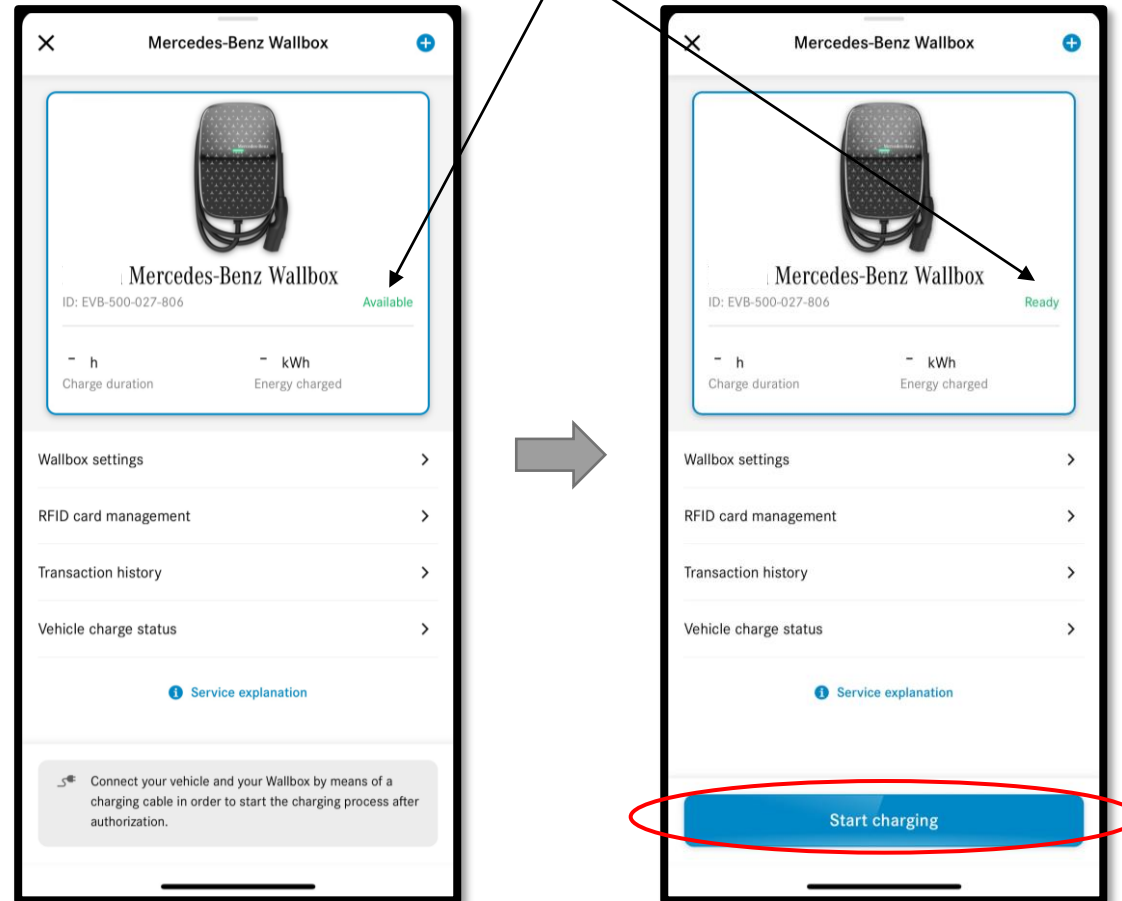 Mercedes-Benz Wallbox
Mercedes-Benz Wallbox
ID: EVB-500-027-806 Available
- h - kWh
Charge duration Energy charged
Wallbox settings
RFID card management
Transaction history
Vehicle charge status
Service explanation
Connect your vehicle and your Wallbox by means of a
charging cable in order to start the charging process after
authorization.
Mercedes-Benz Wallbox
Mercedes-Benz Wallbox
ID: EVB-500-027-806 Ready
- h - kWh
Charge duration Energy charged
Wallbox settings
RFID card management
Transaction history
Vehicle charge status
Service explanation
Start charging